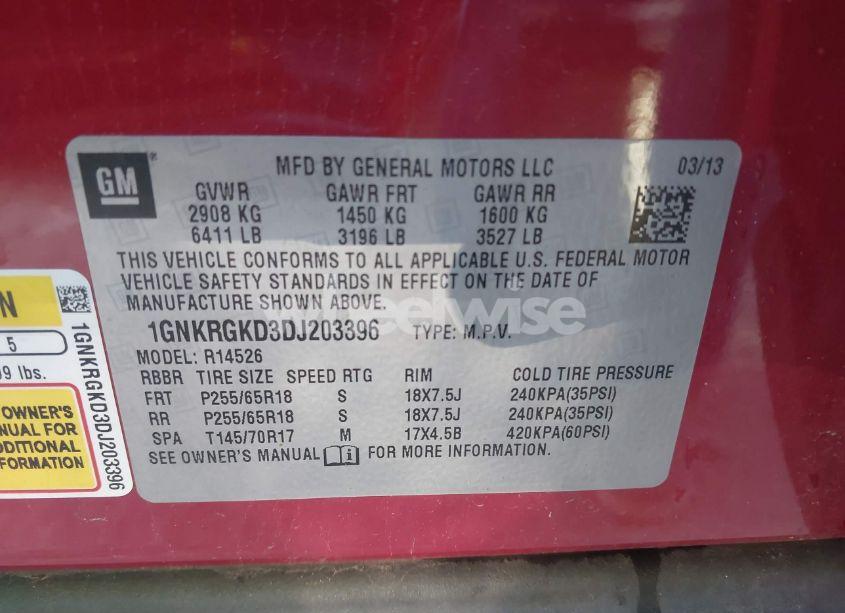 GM
MFD BY GENERAL MOTORS LLC 03/13
GVWR GAWR FRT GAWR RR
2908 KG 1450 KG 1600 KG
6411 LB 3196 LB 3527 LB
THIS VEHICLE CONFORMS TO ALL APPLICABLE U.S. FEDERAL MOTOR
VEHICLE SAFETY STANDARDS IN EFFECT ON THE DATE OF
MANUFACTURE SHOWN ABOVE.
1GNKRGKD3DJ203396 TYPE: M.P.V.
MODEL: R14526
RBBR TIRE SIZE SPEED RTG RIM COLD TIRE PRESSURE
FRT P255/65R18 S 18X7.5J 240KPA(35PSI)
RR P255/65R18 S 18X7.5J 240KPA(35PSI)
SPA T145/70R17 M 17X4.5B 420KPA(60PSI)
SEE OWNER'S MANUAL i FOR MORE INFORMATION.
wheelwise
N
5
9 lbs.
OWNER'S
NUAL FOR
DDITIONAL
FORMATION
1GNKRGKD3DJ203396